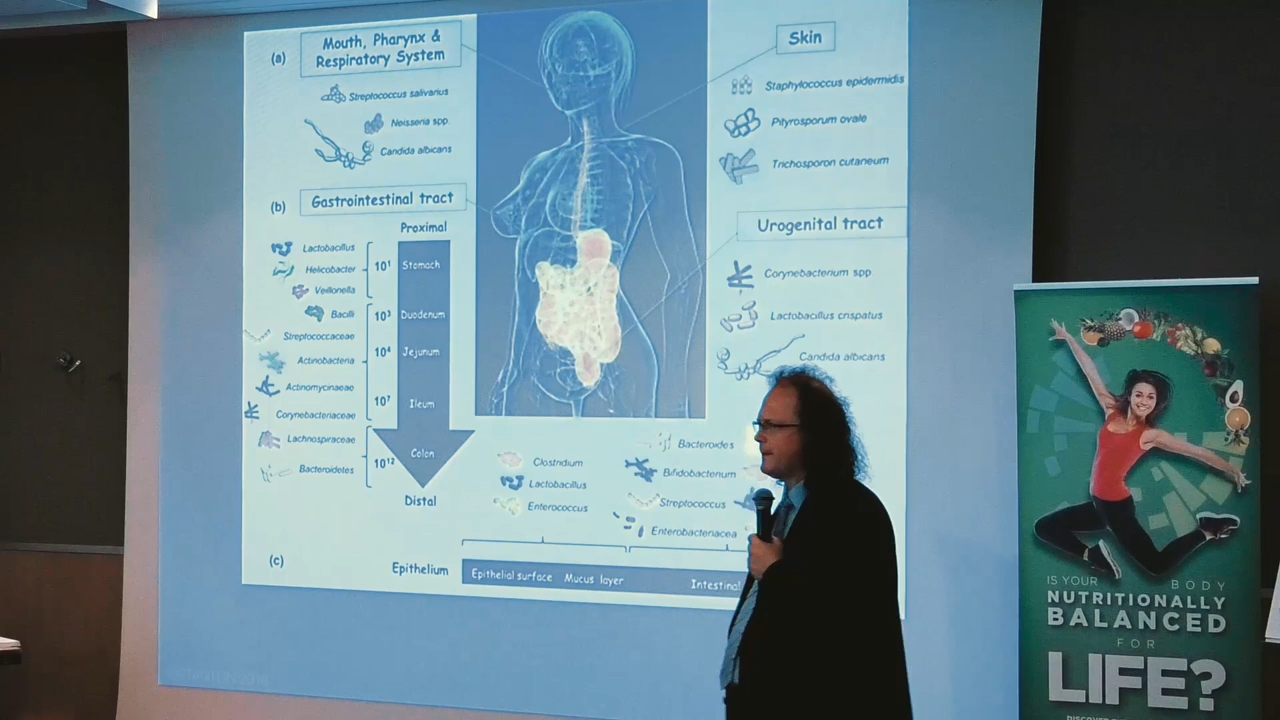 (a)
Mouth, Pharynx &
Respiratory System
Streptococcus salivarius
Neisseria spp.
Candida albicans
(b)
Gastrointestinal tract
Proximal
Lactobacillus
Helicobacter
Veillonella
10¹
Stomach
Bacilli
Streptococcaceae
Actinobacteria
Actinomycinaeae
Corynebacteriaceae
10³
Duodenum
10⁴
Jejunum
10⁷
Ileum
Lachnospiraceae
Bacteroidetes
10¹²
Colon
Distal
Skin
Staphylococcus epidermidis
Pityrosporum ovale
Trichosporon cutaneum
Urogenital tract
Corynebacterium spp
Lactobacillus crispatus
Candida albicans
Clostridium
Lactobacillus
Enterococcus
Bacteroides
Bifidobacterium
Streptococcus
Enterobacteriacea
(c)
Epithelium
Epithelial surface
Mucus layer
Intestinal
IS YOUR BODY
NUTRITIONALLY
BALANCED
FOR
LIFE?